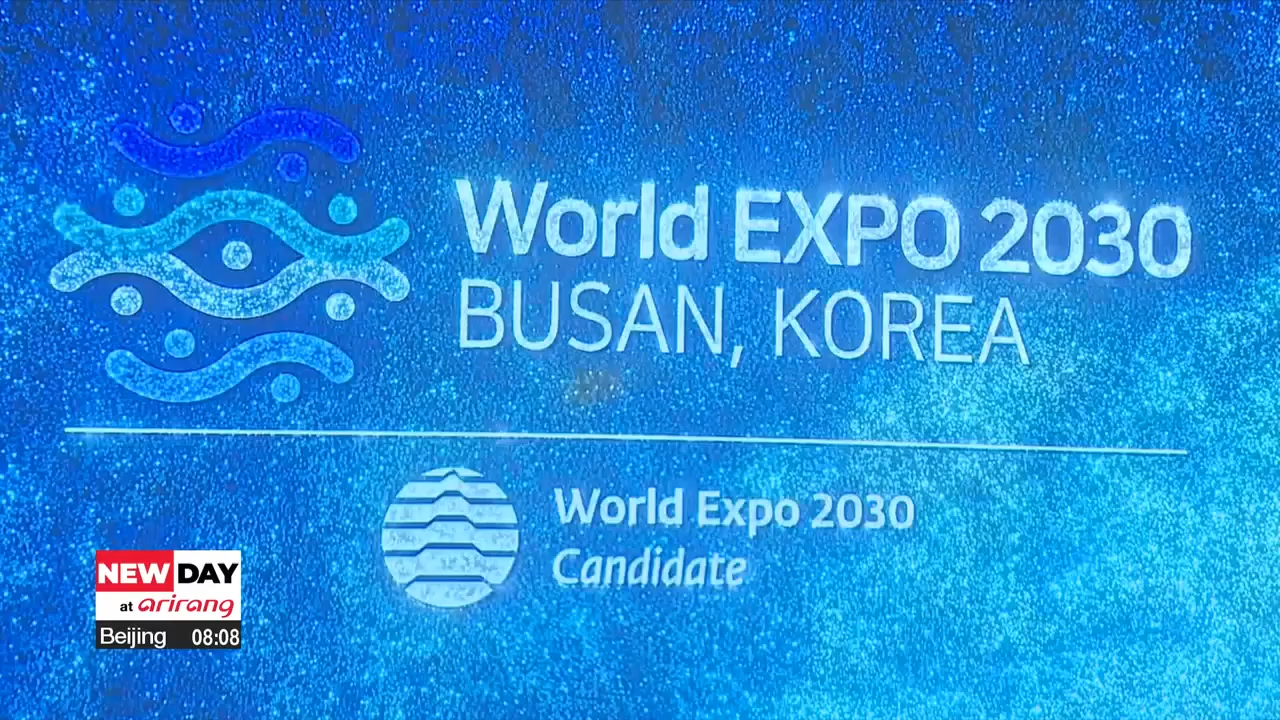 World EXPO 2030
BUSAN, KOREA
World Expo 2030
Candidate
NEW DAY
at arirang
Beijing 08:08